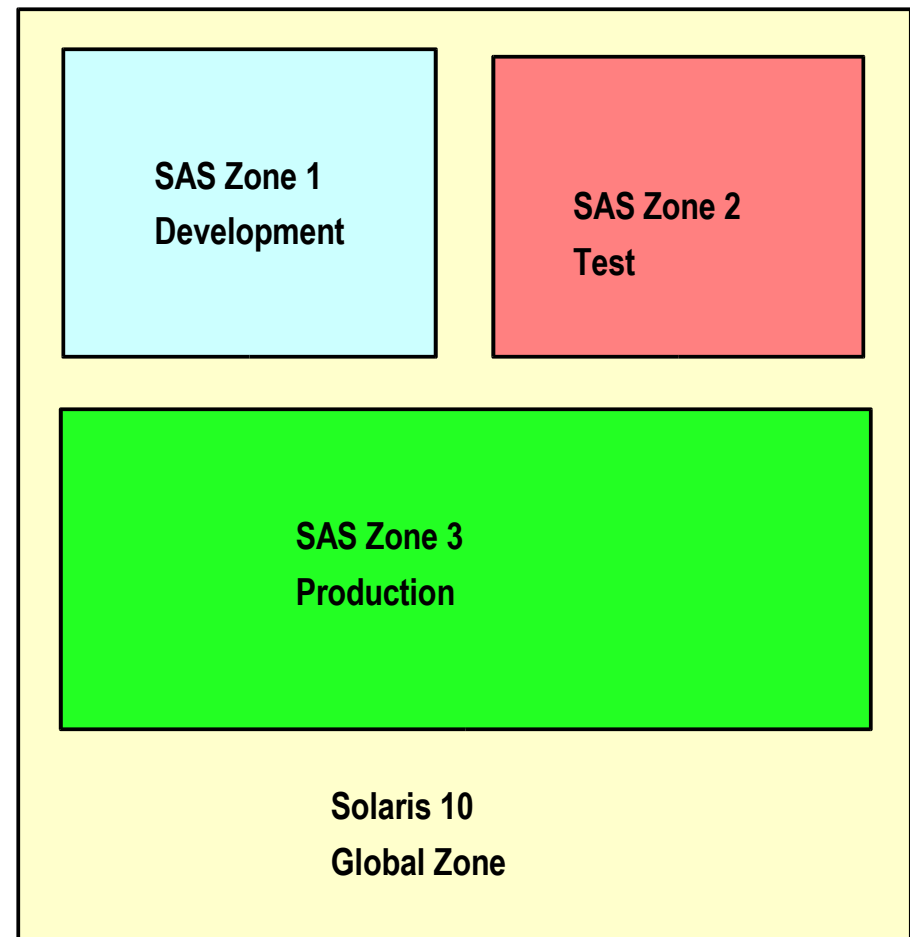 SAS Zone 1
Development
SAS Zone 2
Test
SAS Zone 3
Production
Solaris 10
Global Zone